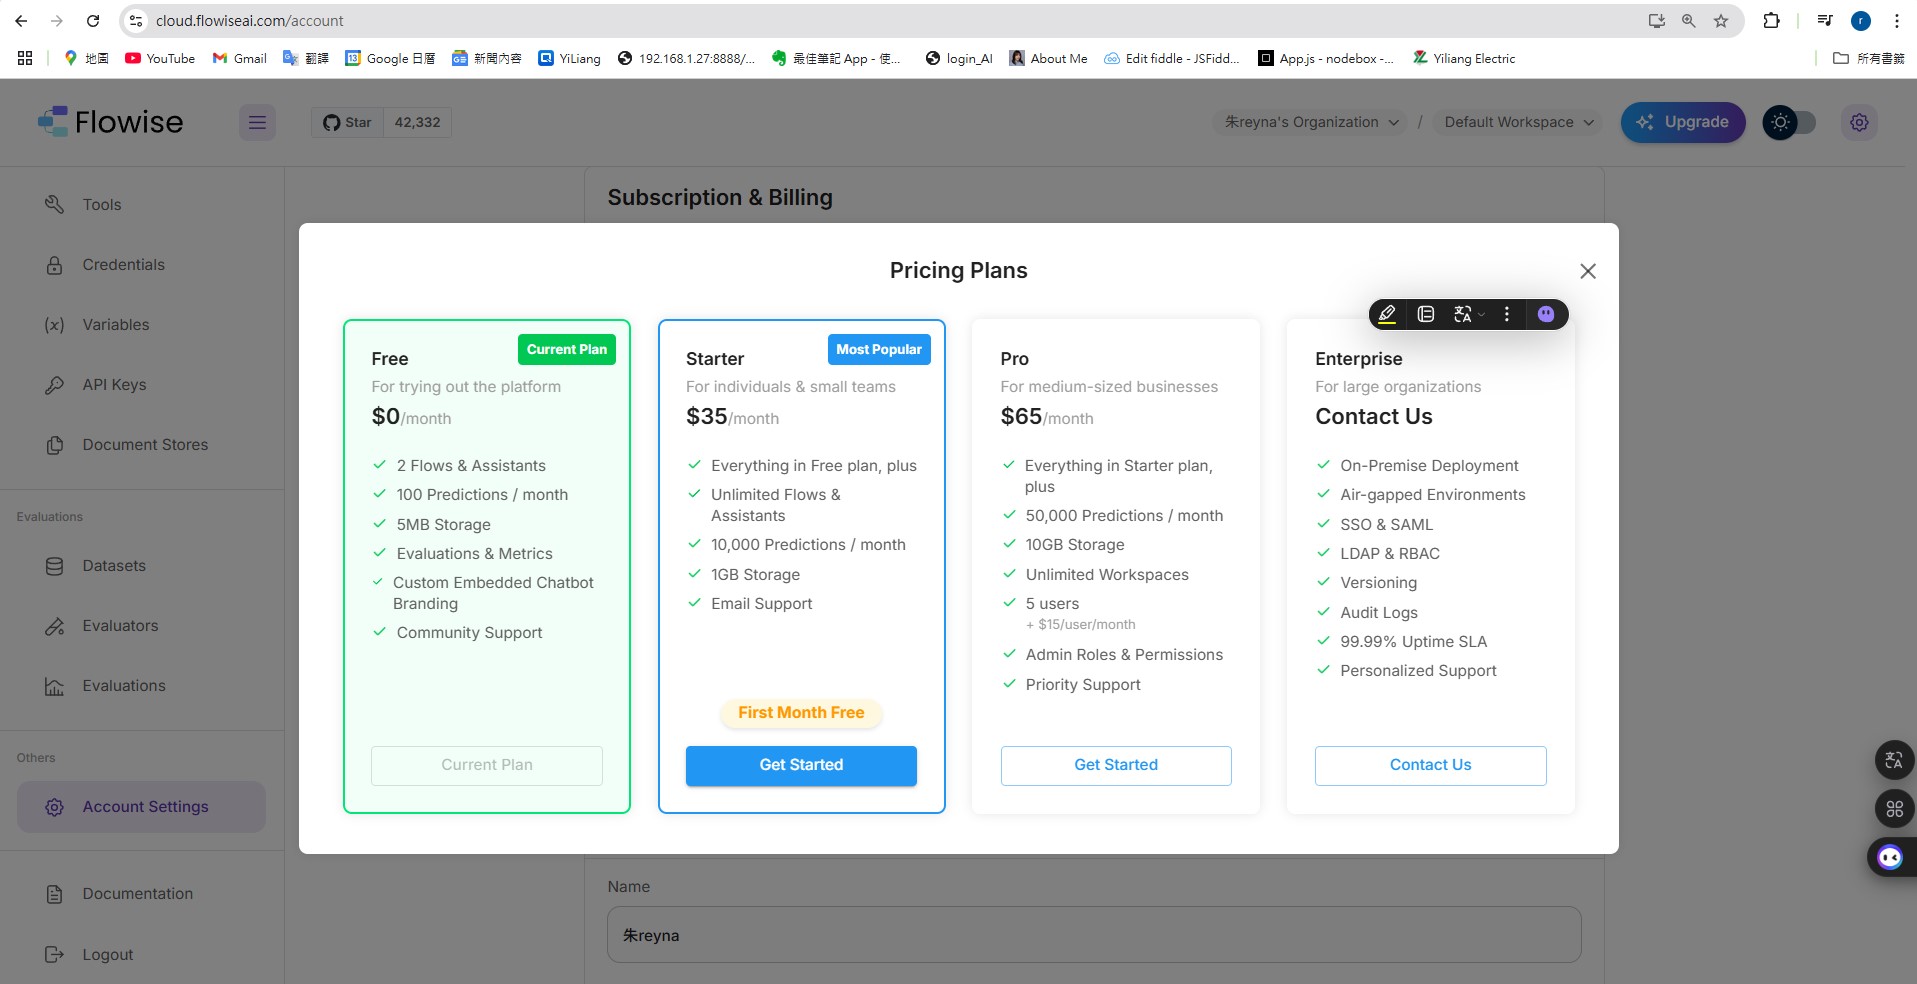 cloud.flowiseai.com/account
r
地圖
YouTube
Gmail
翻譯
Google 日曆
新聞內容
YiLiang
192.168.1.27:8888/...
最佳筆記 App - 使...
login_AI
About Me
Edit fiddle - JSFidd...
App.js - nodebox -...
Yiliang Electric
所有書籤
Flowise
Star
42,332
朱reyna's Organization
/
Default Workspace
Upgrade
Tools
Credentials
Variables
API Keys
Document Stores
Evaluations
Datasets
Evaluators
Evaluations
Others
Account Settings
Documentation
Logout
Subscription & Billing
Pricing Plans
Free
Current Plan
For trying out the platform
$0/month
2 Flows & Assistants
100 Predictions / month
5MB Storage
Evaluations & Metrics
Custom Embedded Chatbot
Branding
Community Support
Current Plan
Starter
Most Popular
For individuals & small teams
$35/month
Everything in Free plan, plus
Unlimited Flows &
Assistants
10,000 Predictions / month
1GB Storage
Email Support
First Month Free
Get Started
Pro
For medium-sized businesses
$65/month
Everything in Starter plan,
plus
50,000 Predictions / month
10GB Storage
Unlimited Workspaces
5 users
+ $15/user/month
Admin Roles & Permissions
Priority Support
Get Started
Enterprise
For large organizations
Contact Us
On-Premise Deployment
Air-gapped Environments
SSO & SAML
LDAP & RBAC
Versioning
Audit Logs
99.99% Uptime SLA
Personalized Support
Contact Us
Name
朱reyna